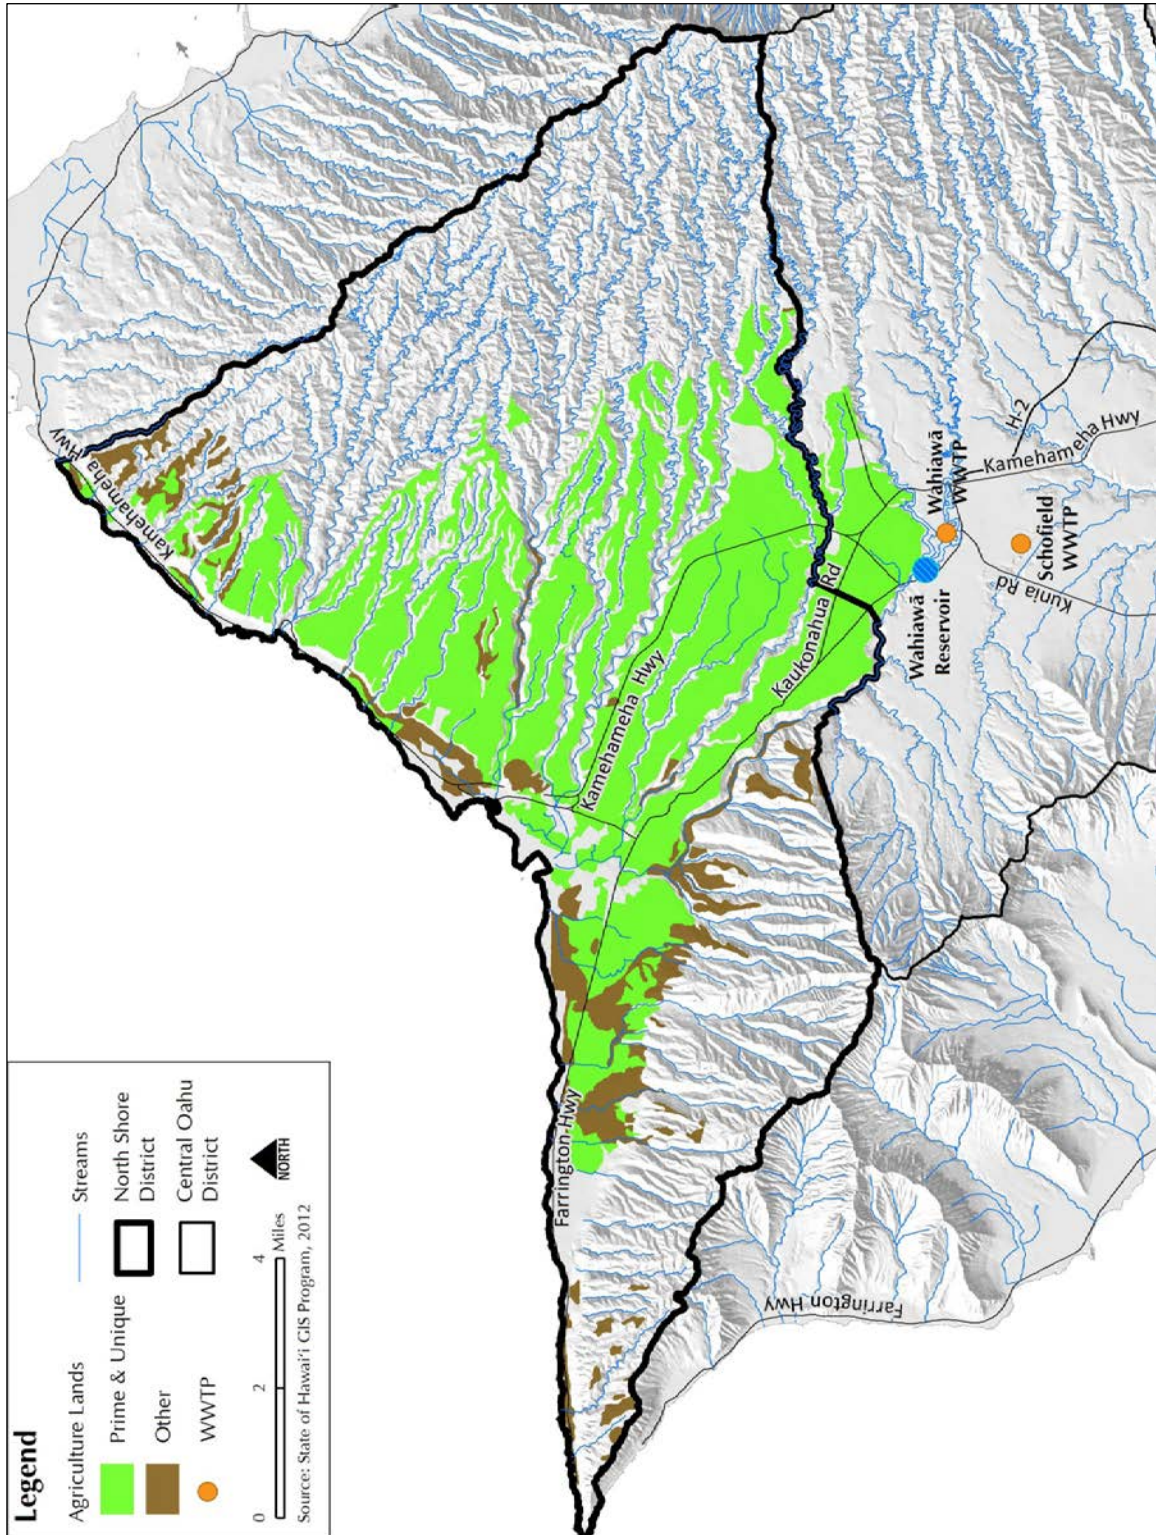 Legend
Agriculture Lands
Prime & Unique
Other
WWTP
Streams
North Shore
District
Central Oahu
District
0
2
4
Miles
NORTH
Source: State of Hawai‘i GIS Program, 2012
Kamehameha Hwy
Kamehameha Hwy
Kaukonahua Rd
Farrington Hwy
Farrington Hwy
Wahiawā
Reservoir
Wahiawā
WWTP
Schofield
WWTP
Kunia Rd
H-2
Kamehameha Hwy